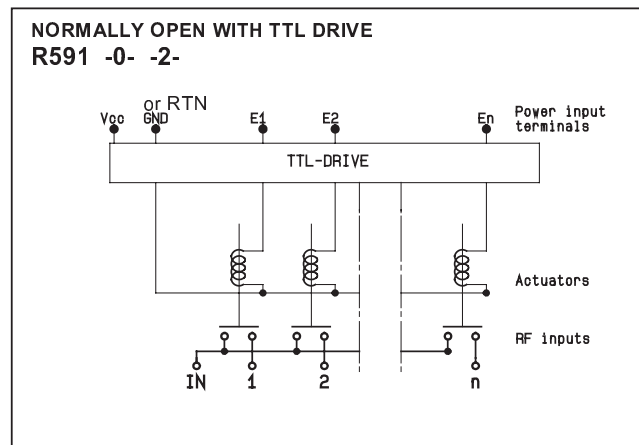 NORMALLY OPEN WITH TTL DRIVE
R591 -0- -2-
or RTN
Vcc GND E1 E2 En Power input
terminals
TTL-DRIVE
Actuators
RF inputs
IN 1 2 n